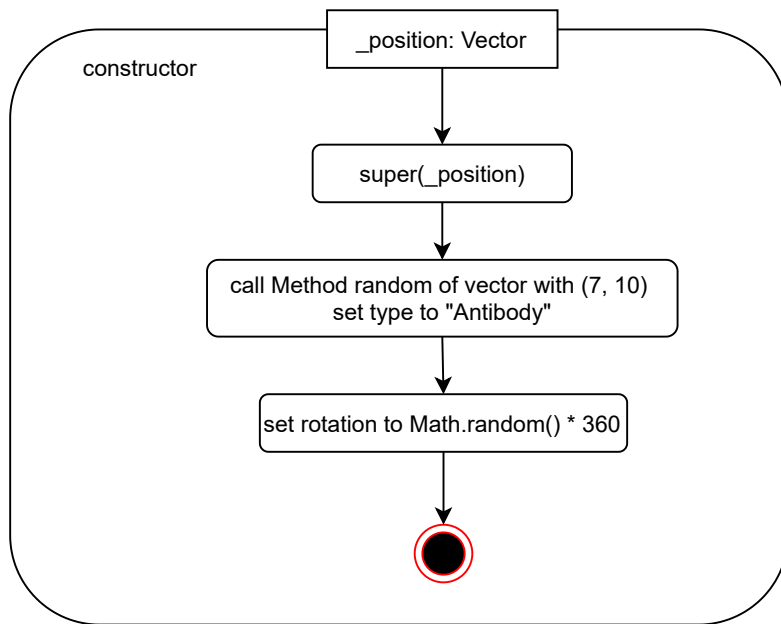 _position: Vector
constructor
super(_position)
call Method random of vector with (7, 10)
set type to "Antibody"
set rotation to Math.random() * 360